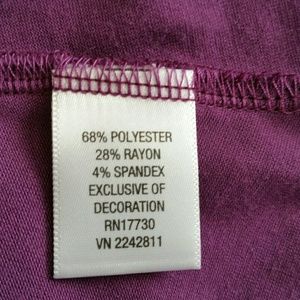 68% POLYESTER
28% RAYON
4% SPANDEX
EXCLUSIVE OF
DECORATION
RN17730
VN 2242811